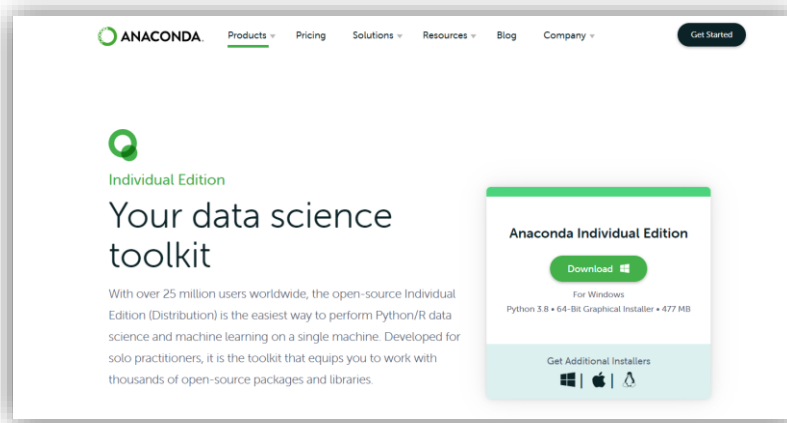 ANACONDA.
Products
Pricing
Solutions
Resources
Blog
Company
Get Started
Individual Edition
Your data science
toolkit
With over 25 million users worldwide, the open-source Individual
Edition (Distribution) is the easiest way to perform Python/R data
science and machine learning on a single machine. Developed for
solo practitioners, it is the toolkit that equips you to work with
thousands of open-source packages and libraries.
Anaconda Individual Edition
Download
For Windows
Python 3.8 • 64-Bit Graphical Installer • 477 MB
Get Additional Installers